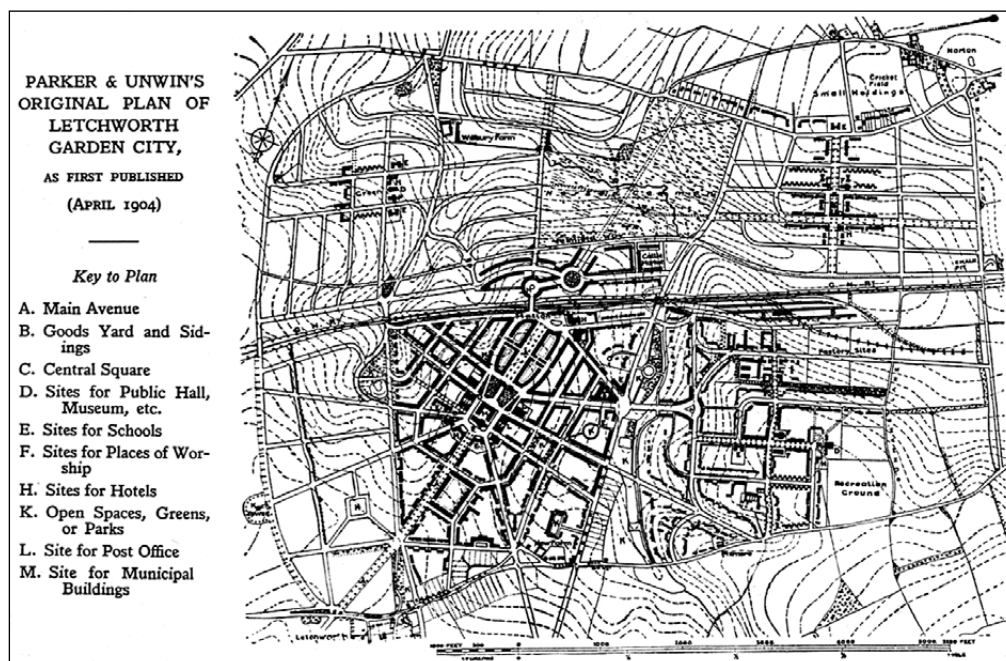 PARKER & UNWIN'S
ORIGINAL PLAN OF
LETCHWORTH
GARDEN CITY,
AS FIRST PUBLISHED
(APRIL 1904)
Key to Plan
A. Main Avenue
B. Goods Yard and Sid-
ings
C. Central Square
D. Sites for Public Hall,
Museum, etc.
E. Sites for Schools
F. Sites for Places of Wor-
ship
H. Sites for Hotels
K. Open Spaces, Greens,
or Parks
L. Site for Post Office
M. Site for Municipal
Buildings
Norton
Cricket
Field
Small Holdings
Wilbury Farm
Green
Factory Sites
Recreation
Ground
Letchworth